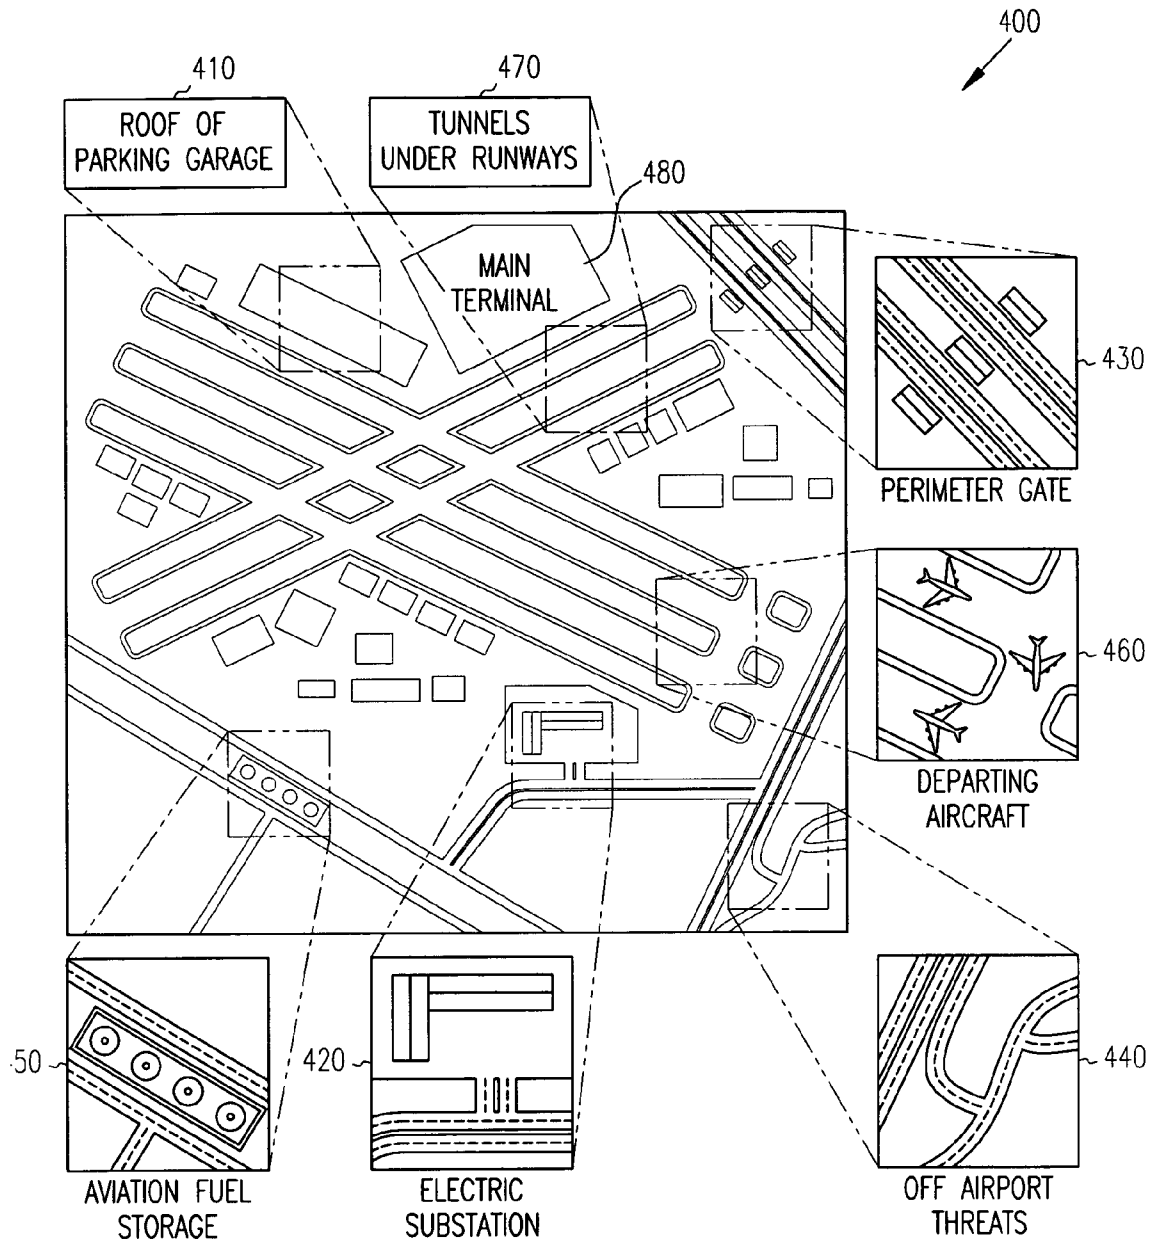 400
410
470
ROOF OF
PARKING GARAGE
TUNNELS
UNDER RUNWAYS
480
MAIN
TERMINAL
430
PERIMETER GATE
460
DEPARTING
AIRCRAFT
50
420
440
AVIATION FUEL
STORAGE
ELECTRIC
SUBSTATION
OFF AIRPORT
THREATS